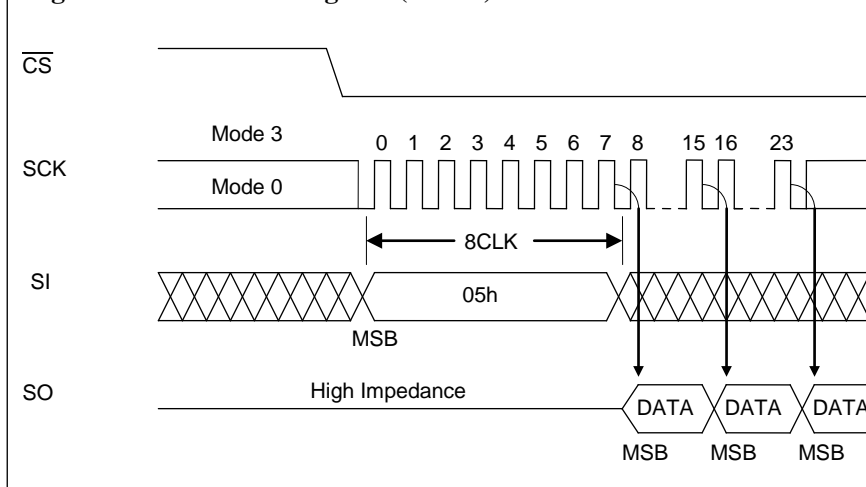 CS
Mode 3
0 1 2 3 4 5 6 7 8 15 16 23
SCK
Mode 0
8CLK
SI
05h
MSB
SO
High Impedance
DATA DATA DATA
MSB MSB MSB